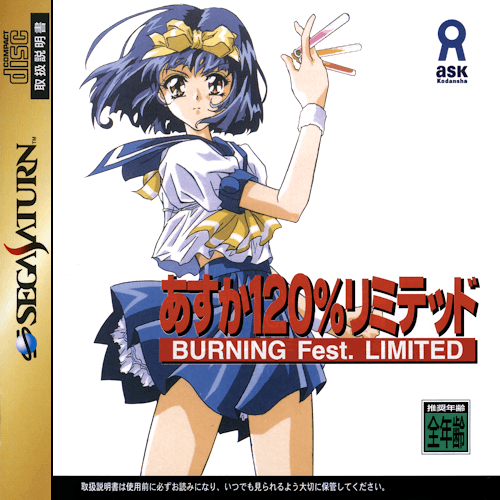 COMPACT
disc
取扱説明書
SEGA SATURN™
ask
Kodansha
あすか120%リミテッド
BURNING Fest. LIMITED
推奨年齢
全年齢
取扱説明書は使用前に必ずお読みになり、いつでも見られるよう大切に保管してください。